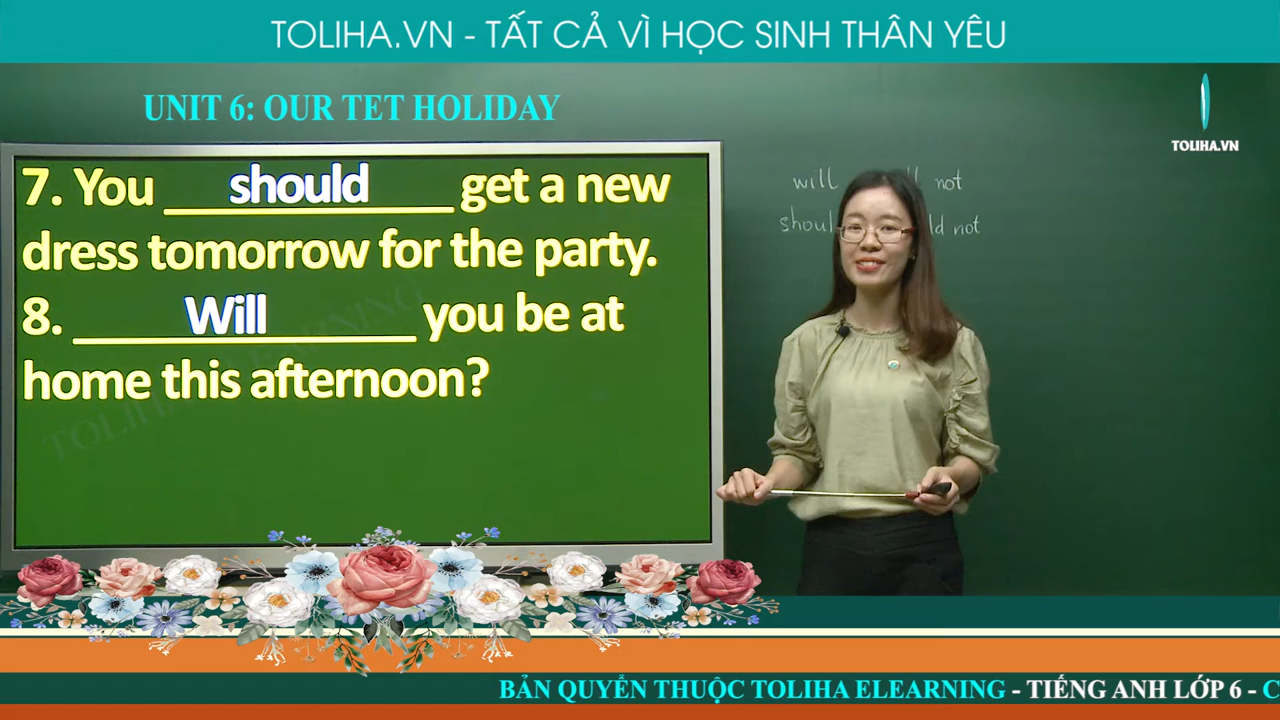 TOLIHA.VN - TẤT CẢ VÌ HỌC SINH THÂN YÊU
UNIT 6: OUR TET HOLIDAY
TOLIHA.VN
7. You should get a new
dress tomorrow for the party.
8. Will you be at
home this afternoon?
will not
not
BẢN QUYỀN THUỘC TOLIHA ELEARNING - TIẾNG ANH LỚP 6 -